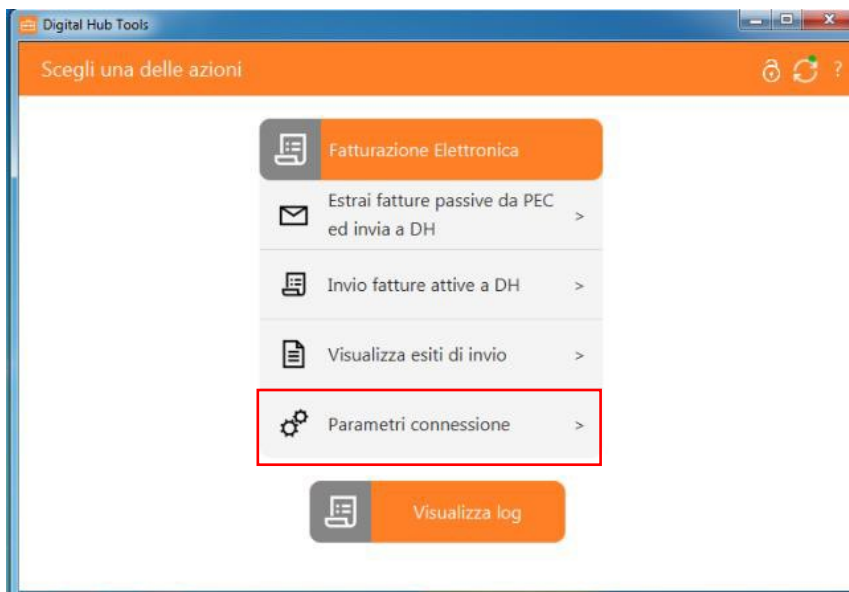 Digital Hub Tools
Scegli una delle azioni
?
Fatturazione Elettronica
Estrai fatture passive da PEC
ed invia a DH
>
Invio fatture attive a DH
>
Visualizza esiti di invio
>
Parametri connessione
>
Visualizza log